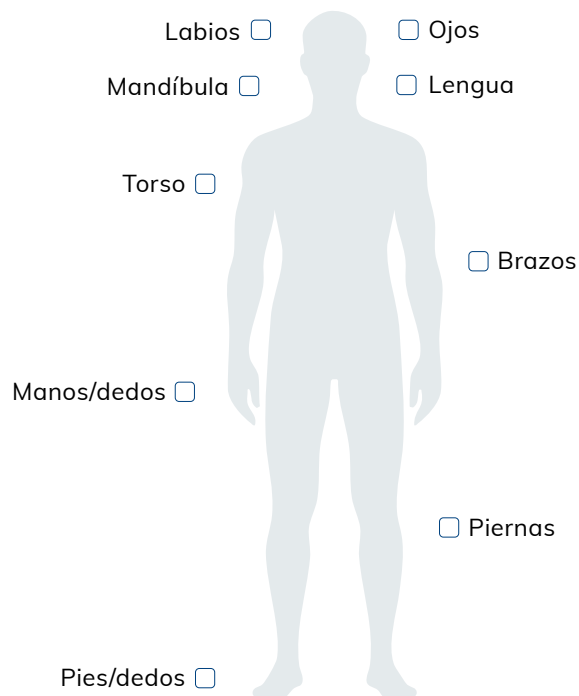 Labios
Ojos
Mandíbula
Lengua
Torso
Brazos
Manos/dedos
Piernas
Pies/dedos